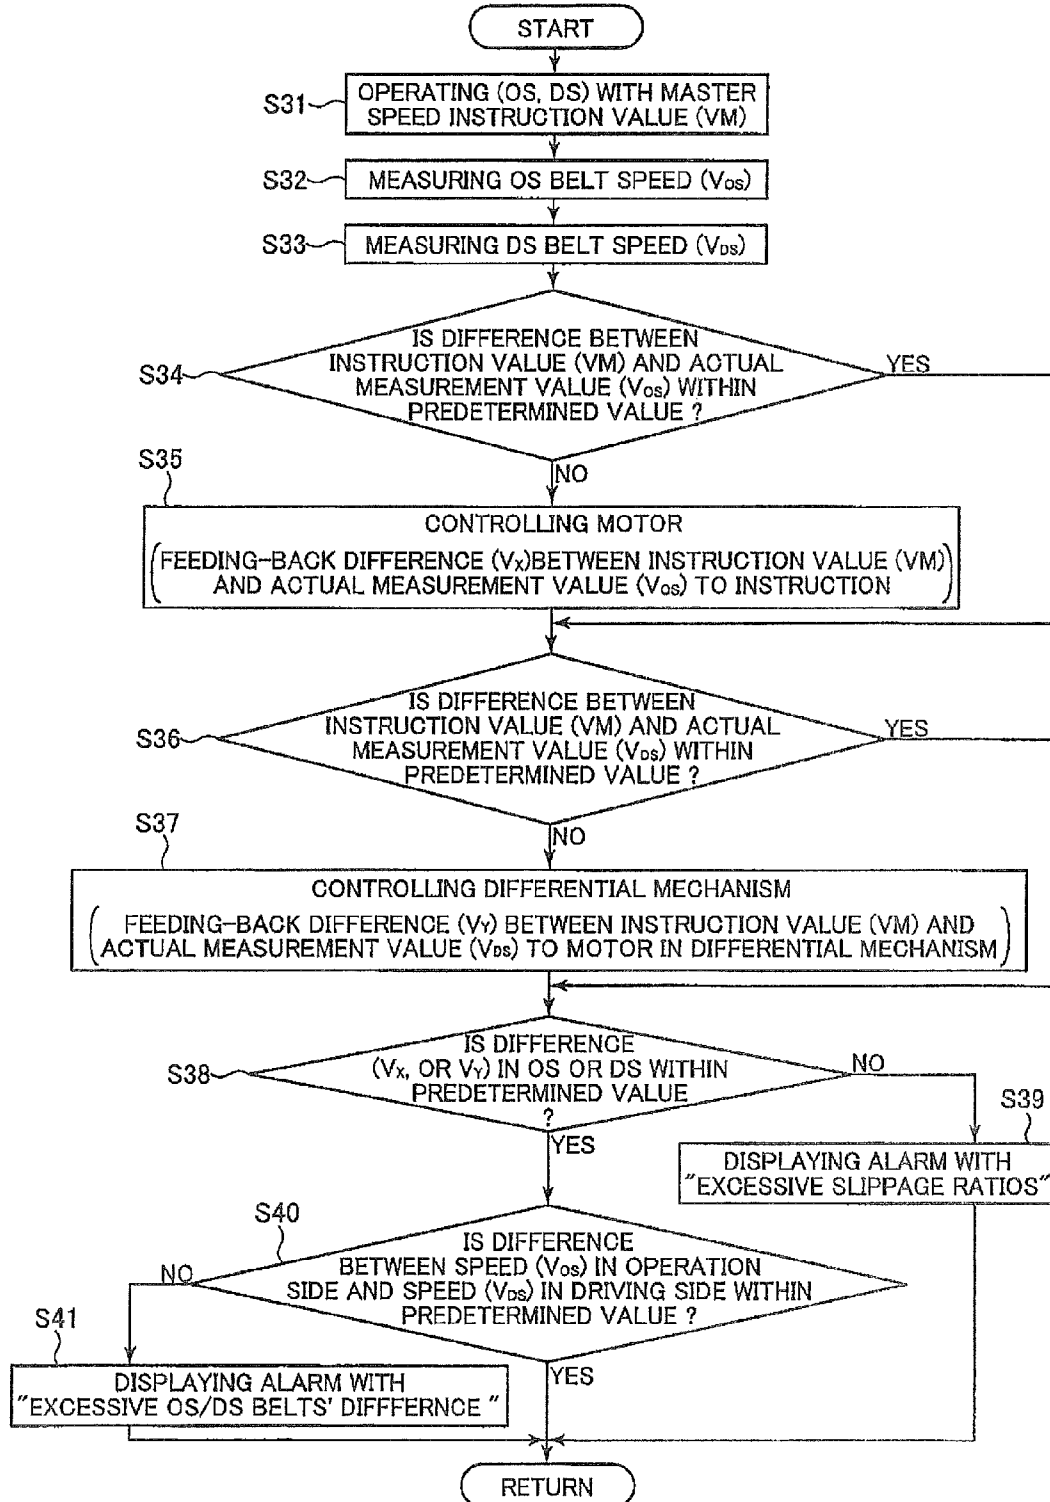 START
S31
OPERATING (OS, DS) WITH MASTER
SPEED INSTRUCTION VALUE (VM)
S32
MEASURING OS BELT SPEED (VOS)
S33
MEASURING DS BELT SPEED (VDS)
S34
IS DIFFERENCE BETWEEN
INSTRUCTION VALUE (VM) AND ACTUAL
MEASUREMENT VALUE (VOS) WITHIN
PREDETERMINED VALUE ?
YES
NO
S35
CONTROLLING MOTOR
(FEEDING-BACK DIFFERENCE (VX)BETWEEN INSTRUCTION VALUE (VM)
AND ACTUAL MEASUREMENT VALUE (VOS) TO INSTRUCTION)
S36
IS DIFFERENCE BETWEEN
INSTRUCTION VALUE (VM) AND ACTUAL
MEASUREMENT VALUE (VDS) WITHIN
PREDETERMINED VALUE ?
YES
NO
S37
CONTROLLING DIFFERENTIAL MECHANISM
(FEEDING-BACK DIFFERENCE (VY) BETWEEN INSTRUCTION VALUE (VM) AND
ACTUAL MEASUREMENT VALUE (VDS) TO MOTOR IN DIFFERENTIAL MECHANISM)
S38
IS DIFFERENCE
(VX, OR VY) IN OS OR DS WITHIN
PREDETERMINED VALUE
?
NO
YES
S39
DISPLAYING ALARM WITH
"EXCESSIVE SLIPPAGE RATIOS"
S40
IS DIFFERENCE
BETWEEN SPEED (VOS) IN OPERATION
SIDE AND SPEED (VDS) IN DRIVING SIDE WITHIN
PREDETERMINED VALUE ?
NO
YES
S41
DISPLAYING ALARM WITH
"EXCESSIVE OS/DS BELTS' DIFFFERNCE "
RETURN